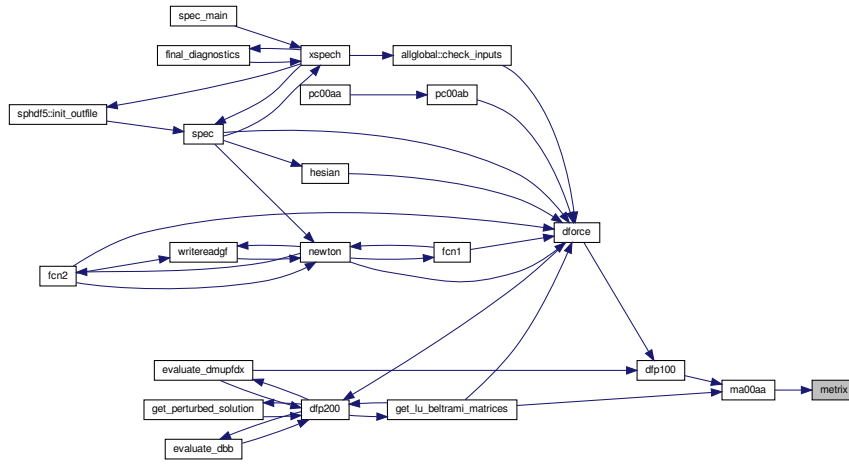 spec_main
final_diagnostics
xspech
allglobal::check_inputs
pc00aa
pc00ab
sphdf5::init_outfile
spec
hesian
dforce
writereadgf
newton
fcn1
fcn2
evaluate_dmupfdx
dfp100
ma00aa
metrix
get_perturbed_solution
dfp200
get_lu_beltrami_matrices
evaluate_dbb